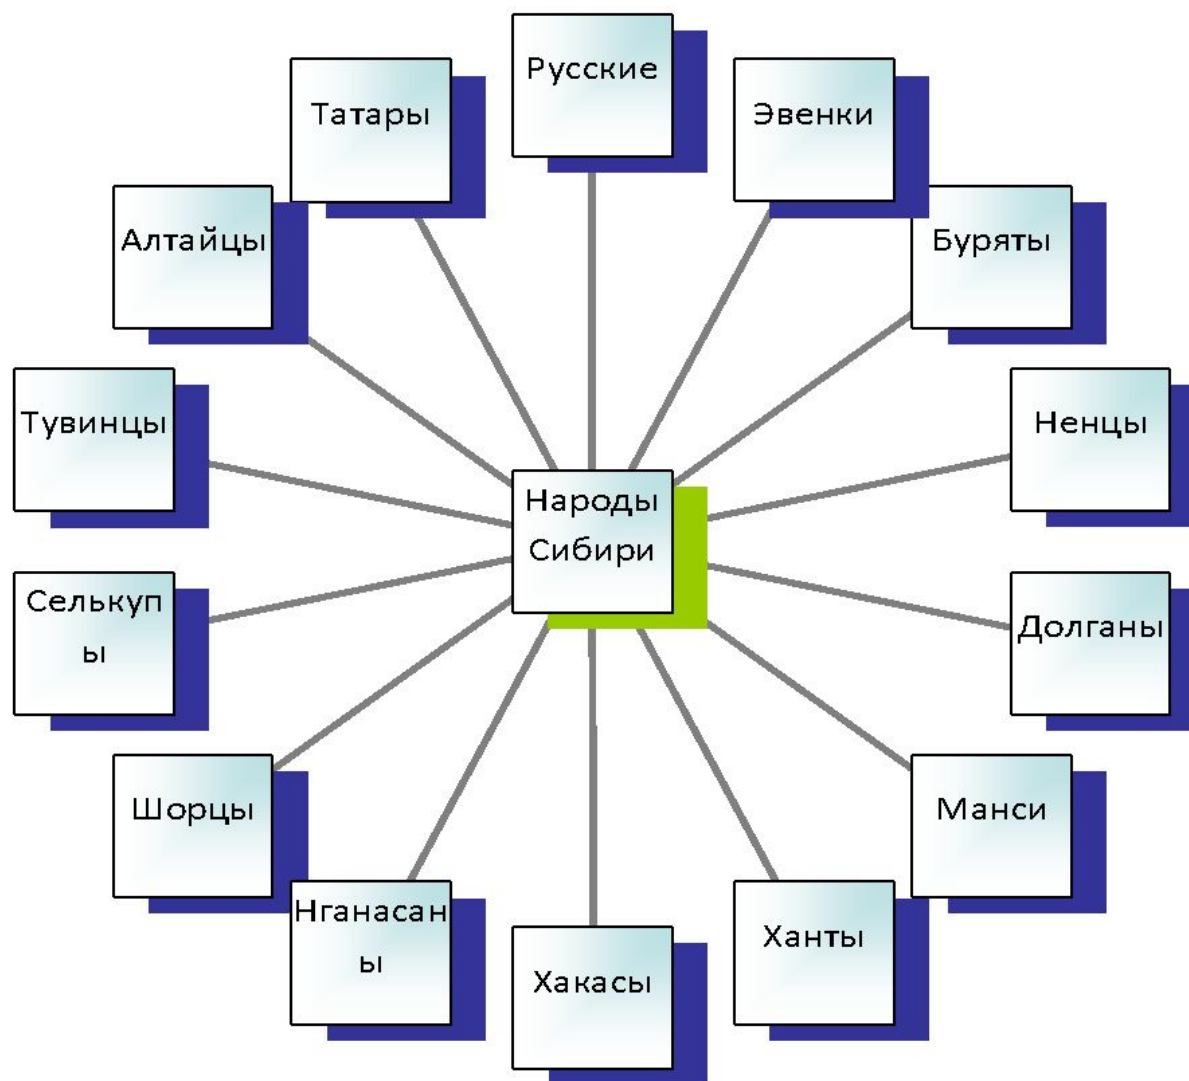 Русские
Эвенки
Татары
Буряты
Алтайцы
Ненцы
Тувинцы
Народы
Сибири
Селькуп
ы
Долганы
Шорцы
Манси
Нганасан
ы
Ханты
Хакасы